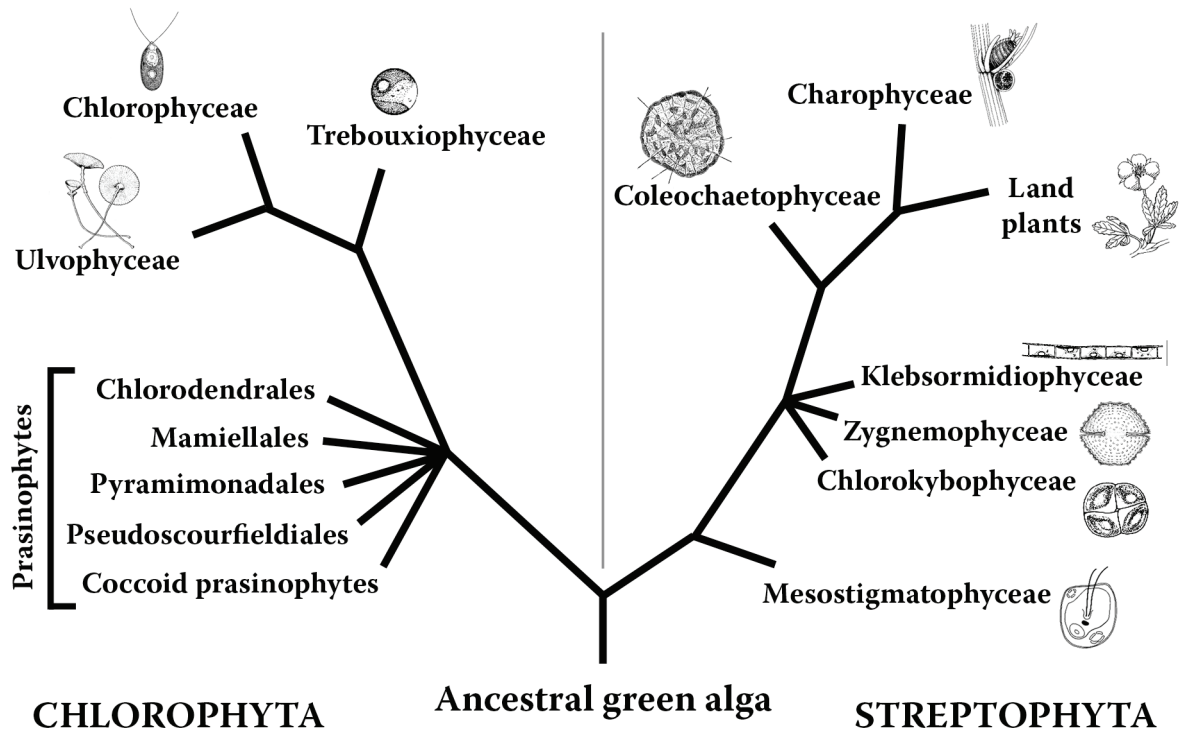 Chlorophyceae
Trebouxiophyceae
Ulvophyceae
Prasinophytes
Chlorodendrales
Mamiellales
Pyramimonadales
Pseudoscourfieldiales
Coccoid prasinophytes
CHLOROPHYTA
Ancestral green alga
Charophyceae
Coleochaetophyceae
Land
plants
Klebsormidiophyceae
Zygnemophyceae
Chlorokybophyceae
Mesostigmatophyceae
STREPTOPHYTA